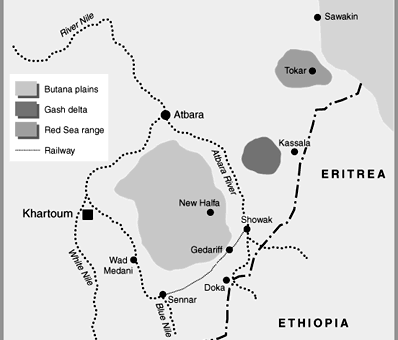 Sawakin
River Nile
Tokar
Butana plains
Gash delta
Red Sea range
Railway
Atbara
Kassala
Atbara River
ERITREA
New Halfa
Khartoum
Showak
Gedariff
White Nile
Wad
Medani
Doka
Sennar
Blue Nile
ETHIOPIA